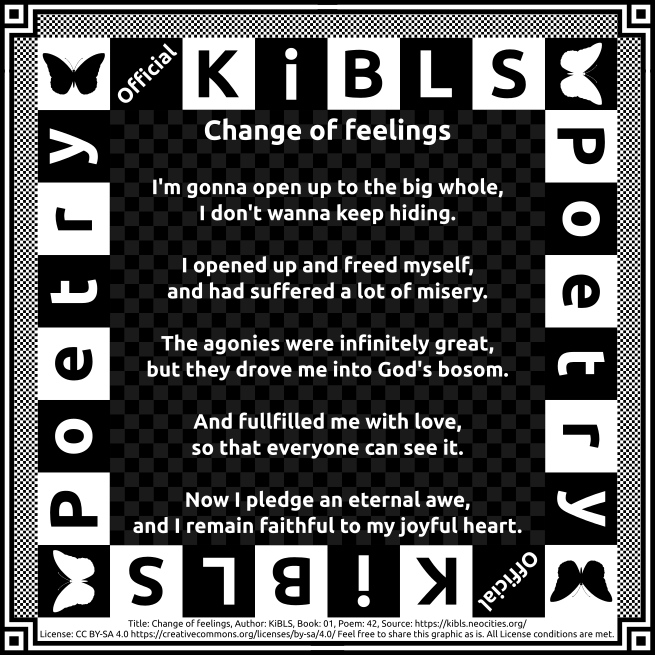 Official KiBLS
Poetry
Poetry
Change of feelings
I'm gonna open up to the big whole,
I don't wanna keep hiding.
I opened up and freed myself,
and had suffered a lot of misery.
The agonies were infinitely great,
but they drove me into God's bosom.
And fullfilled me with love,
so that everyone can see it.
Now I pledge an eternal awe,
and I remain faithful to my joyful heart.
Official KiBLS
Title: Change of feelings, Author: KiBLS, Book: 01, Poem: 42, Source: https://kibls.neocities.org/
License: CC BY-SA 4.0 https://creativecommons.org/licenses/by-sa/4.0/ Feel free to share this graphic as is. All License conditions are met.